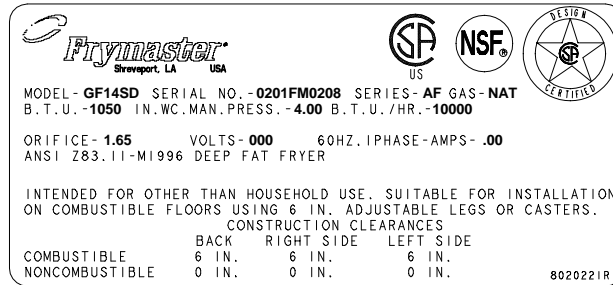 Frymaster
Shreveport, LA USA
SA
US
NSF®
DESIGN
SA
CERTIFIED
MODEL- GF14SD SERIAL NO.-0201FM0208 SERIES- AF GAS- NAT
B.T.U.-1050 IN.WC.MAN.PRESS.-4.00 B.T.U./HR.-10000
ORIFICE- 1.65 VOLTS-000 60HZ.1PHASE-AMPS- .00
ANSI Z83.11-M1996 DEEP FAT FRYER
INTENDED FOR OTHER THAN HOUSEHOLD USE. SUITABLE FOR INSTALLATION
ON COMBUSTIBLE FLOORS USING 6 IN. ADJUSTABLE LEGS OR CASTERS.
CONSTRUCTION CLEARANCES
BACK RIGHT SIDE LEFT SIDE
COMBUSTIBLE 6 IN. 6 IN. 6 IN.
NONCOMBUSTIBLE 0 IN. 0 IN. 0 IN.
8020221R